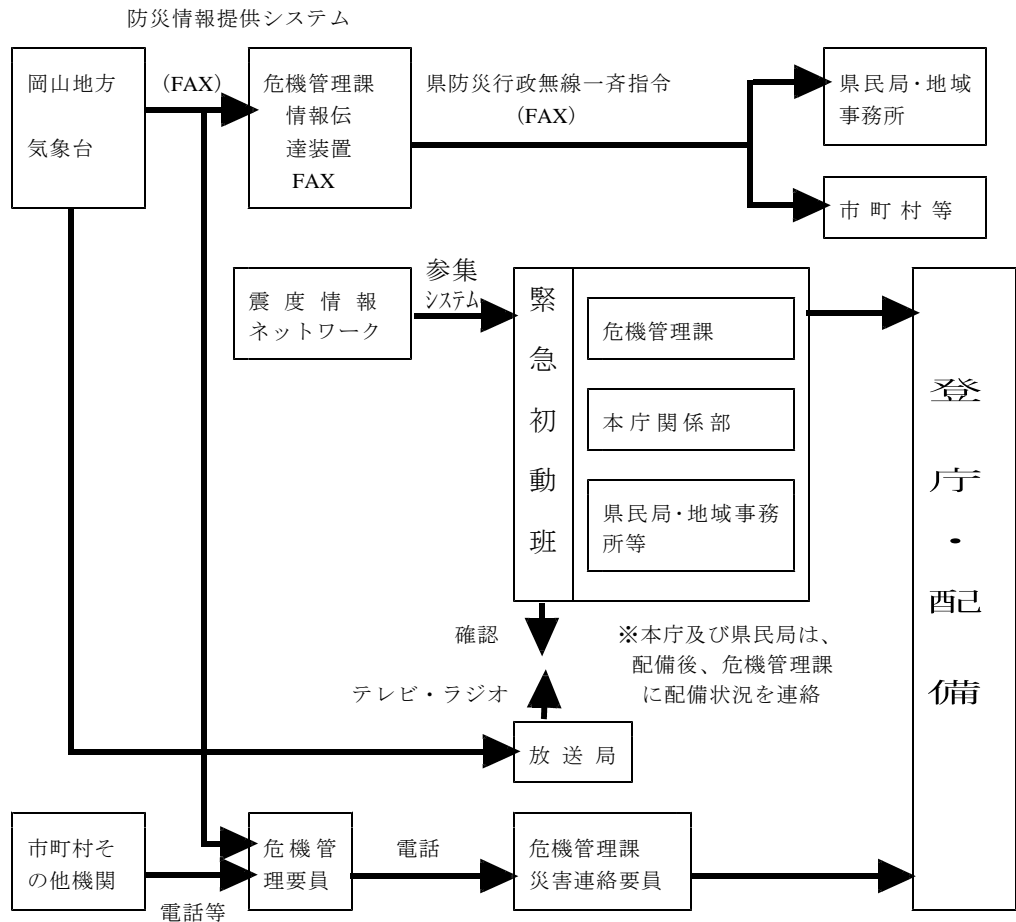 防災情報提供システム
岡山地方
気象台
(FAX)
危機管理課
情報伝
達装置
FAX
県防災行政無線一斉指令
(FAX)
県民局・地域
事務所
市町村等
震度情報
ネットワーク
参集
システム
緊急初動班
危機管理課
本庁関係部
県民局・地域事務
所等
登庁・配備
確認
※本庁及び県民局は、
配備後、危機管理課
に配備状況を連絡
テレビ・ラジオ
放送局
市町村そ
の他機関
電話等
危機管
理要員
電話
危機管理課
災害連絡要員